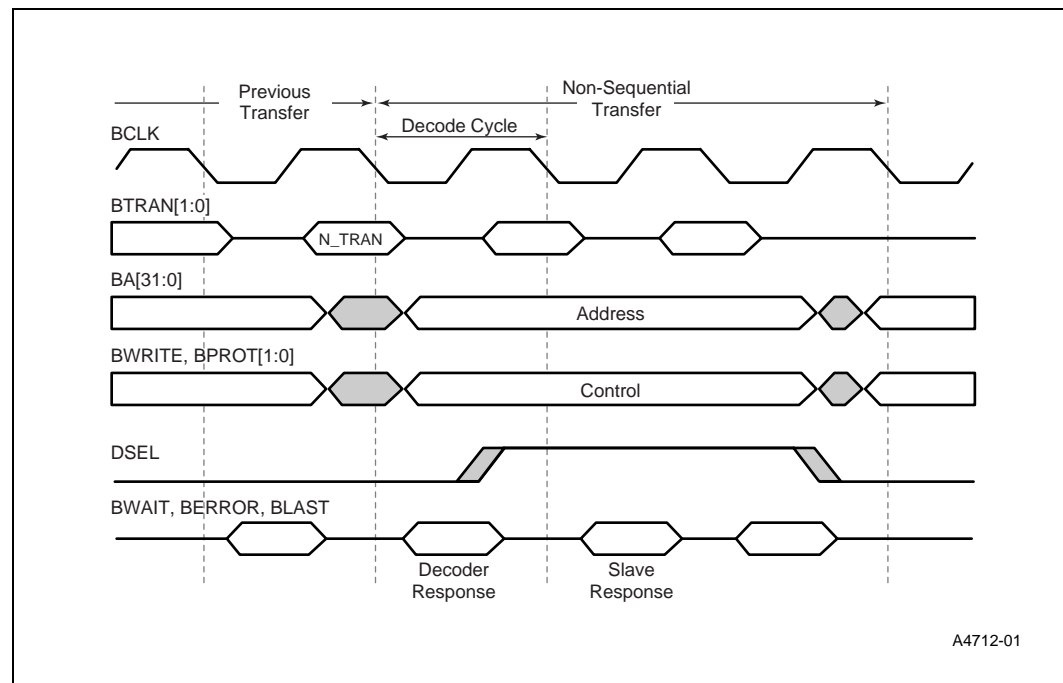 Previous
Transfer
Non-Sequential
Transfer
Decode Cycle
BCLK
BTRAN[1:0]
N_TRAN
BA[31:0]
Address
BWRITE, BPROT[1:0]
Control
DSEL
BWAIT, BERROR, BLAST
Decoder
Response
Slave
Response
A4712-01